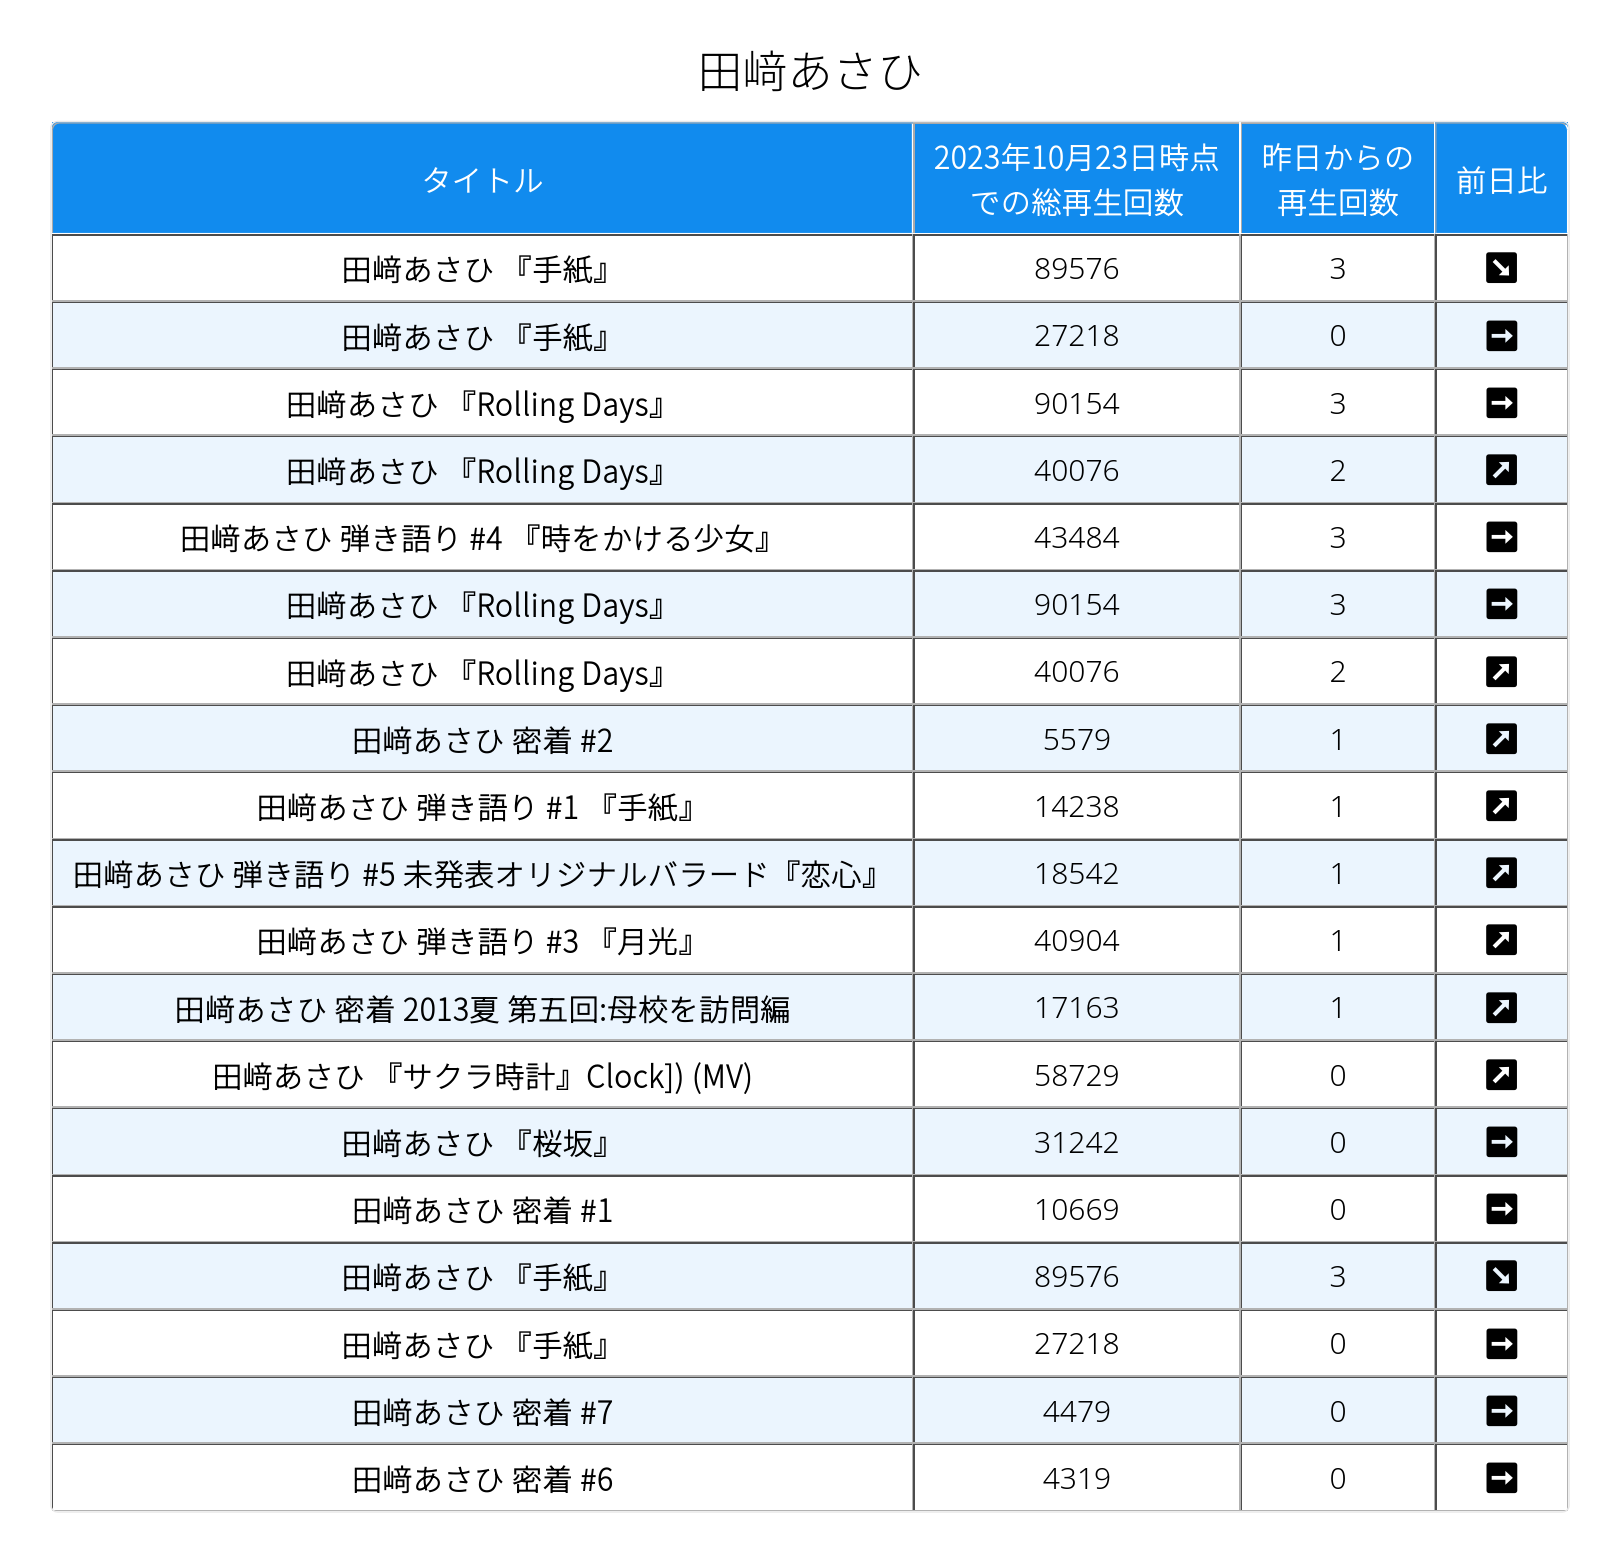 田﨑あさひ
タイトル 2023年10月23日時点 昨日からの 前日比
での総再生回数 再生回数
田﨑あさひ 『手紙』 89576 3 ↘
田﨑あさひ 『手紙』 27218 0 →
田﨑あさひ 『Rolling Days』 90154 3 →
田﨑あさひ 『Rolling Days』 40076 2 ↗
田﨑あさひ 弾き語り #4 『時をかける少女』 43484 3 →
田﨑あさひ 『Rolling Days』 90154 3 →
田﨑あさひ 『Rolling Days』 40076 2 ↗
田﨑あさひ 密着 #2 5579 1 ↗
田﨑あさひ 弾き語り #1 『手紙』 14238 1 ↗
田﨑あさひ 弾き語り #5 未発表オリジナルバラード『恋心』 18542 1 ↗
田﨑あさひ 弾き語り #3 『月光』 40904 1 ↗
田﨑あさひ 密着 2013夏 第五回:母校を訪問編 17163 1 ↗
田﨑あさひ 『サクラ時計』Clock]) (MV) 58729 0 ↗
田﨑あさひ 『桜坂』 31242 0 →
田﨑あさひ 密着 #1 10669 0 →
田﨑あさひ 『手紙』 89576 3 ↘
田﨑あさひ 『手紙』 27218 0 →
田﨑あさひ 密着 #7 4479 0 →
田﨑あさひ 密着 #6 4319 0 →